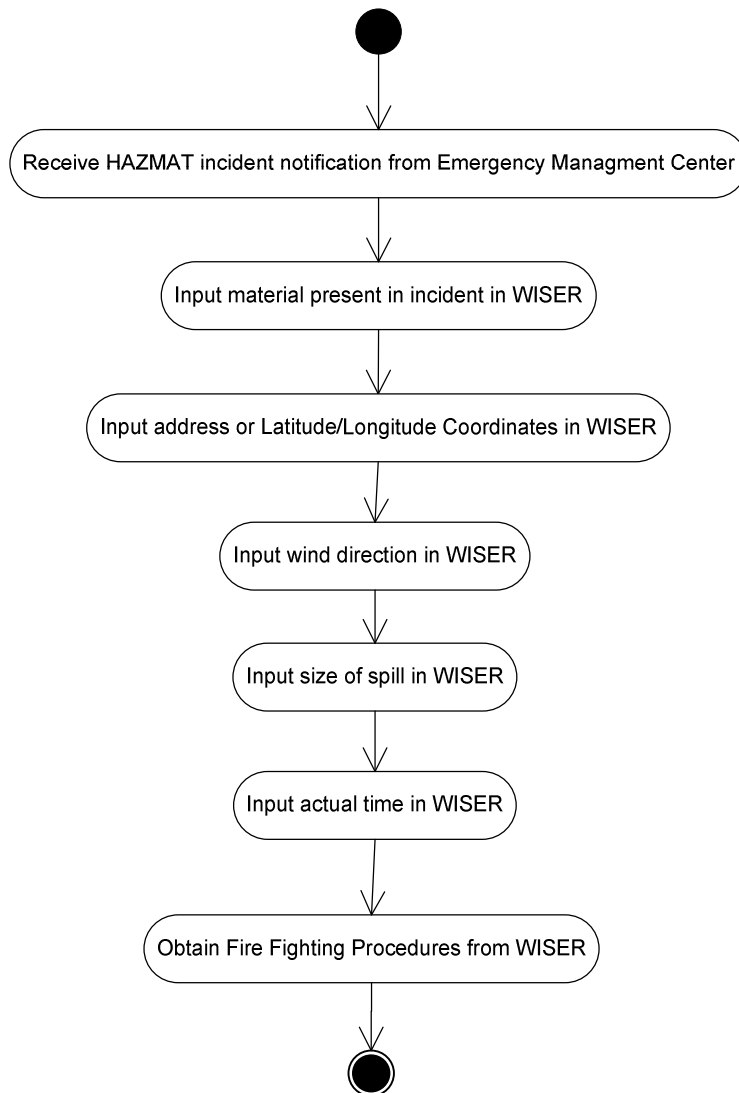 Receive HAZMAT incident notification from Emergency Managment Center
Input material present in incident in WISER
Input address or Latitude/Longitude Coordinates in WISER
Input wind direction in WISER
Input size of spill in WISER
Input actual time in WISER
Obtain Fire Fighting Procedures from WISER